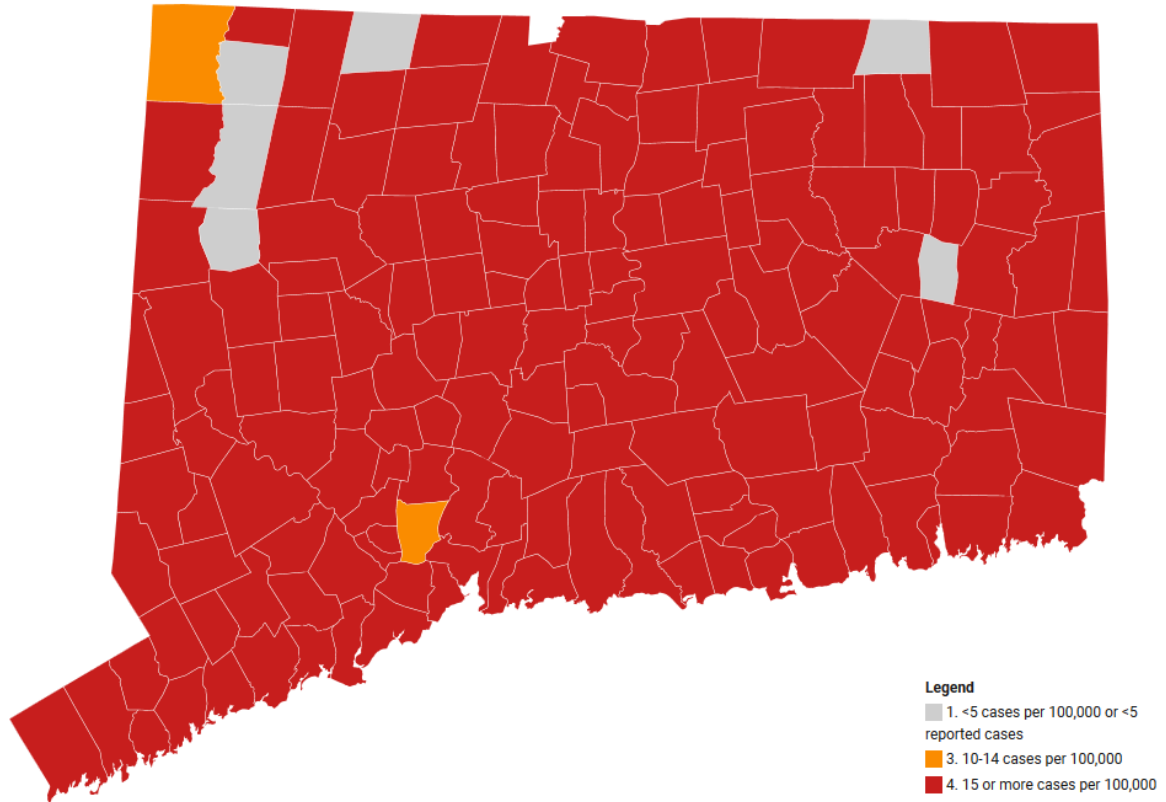 Legend
1. <5 cases per 100,000 or <5
reported cases
3. 10-14 cases per 100,000
4. 15 or more cases per 100,000